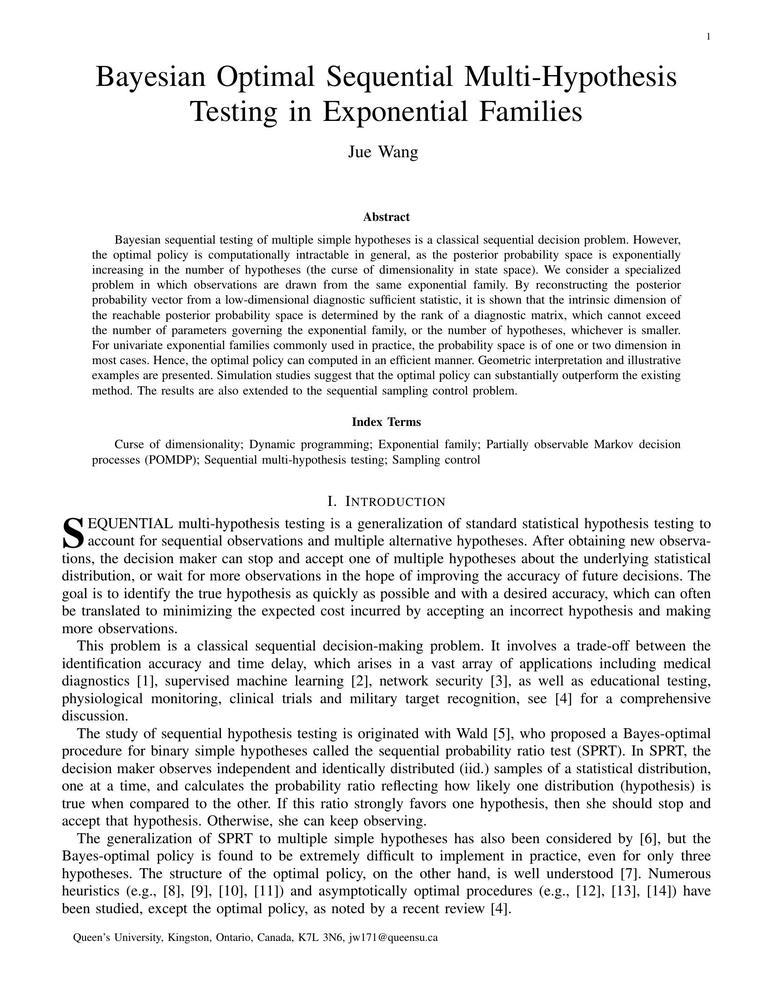 1
Bayesian Optimal Sequential Multi-Hypothesis
Testing in Exponential Families
Jue Wang
Abstract
Bayesian sequential testing of multiple simple hypotheses is a classical sequential decision problem. However,
the optimal policy is computationally intractable in general, as the posterior probability space is exponentially
increasing in the number of hypotheses (the curse of dimensionality in state space). We consider a specialized
problem in which observations are drawn from the same exponential family. By reconstructing the posterior
probability vector from a low-dimensional diagnostic sufficient statistic, it is shown that the intrinsic dimension of
the reachable posterior probability space is determined by the rank of a diagnostic matrix, which cannot exceed
the number of parameters governing the exponential family, or the number of hypotheses, whichever is smaller.
For univariate exponential families commonly used in practice, the probability space is of one or two dimension in
most cases. Hence, the optimal policy can computed in an efficient manner. Geometric interpretation and illustrative
examples are presented. Simulation studies suggest that the optimal policy can substantially outperform the existing
method. The results are also extended to the sequential sampling control problem.
Index Terms
Curse of dimensionality; Dynamic programming; Exponential family; Partially observable Markov decision
processes (POMDP); Sequential multi-hypothesis testing; Sampling control
I. INTRODUCTION
SEQUENTIAL multi-hypothesis testing is a generalization of standard statistical hypothesis testing to
account for sequential observations and multiple alternative hypotheses. After obtaining new observa-
tions, the decision maker can stop and accept one of multiple hypotheses about the underlying statistical
distribution, or wait for more observations in the hope of improving the accuracy of future decisions. The
goal is to identify the true hypothesis as quickly as possible and with a desired accuracy, which can often
be translated to minimizing the expected cost incurred by accepting an incorrect hypothesis and making
more observations.
This problem is a classical sequential decision-making problem. It involves a trade-off between the
identification accuracy and time delay, which arises in a vast array of applications including medical
diagnostics [1], supervised machine learning [2], network security [3], as well as educational testing,
physiological monitoring, clinical trials and military target recognition, see [4] for a comprehensive
discussion.
The study of sequential hypothesis testing is originated with Wald [5], who proposed a Bayes-optimal
procedure for binary simple hypotheses called the sequential probability ratio test (SPRT). In SPRT, the
decision maker observes independent and identically distributed (iid.) samples of a statistical distribution,
one at a time, and calculates the probability ratio reflecting how likely one distribution (hypothesis) is
true when compared to the other. If this ratio strongly favors one hypothesis, then she should stop and
accept that hypothesis. Otherwise, she can keep observing.
The generalization of SPRT to multiple simple hypotheses has also been considered by [6], but the
Bayes-optimal policy is found to be extremely difficult to implement in practice, even for only three
hypotheses. The structure of the optimal policy, on the other hand, is well understood [7]. Numerous
heuristics (e.g., [8], [9], [10], [11]) and asymptotically optimal procedures (e.g., [12], [13], [14]) have
been studied, except the optimal policy, as noted by a recent review [4].
Queen's University, Kingston, Ontario, Canada, K7L 3N6, jw171@queensu.ca